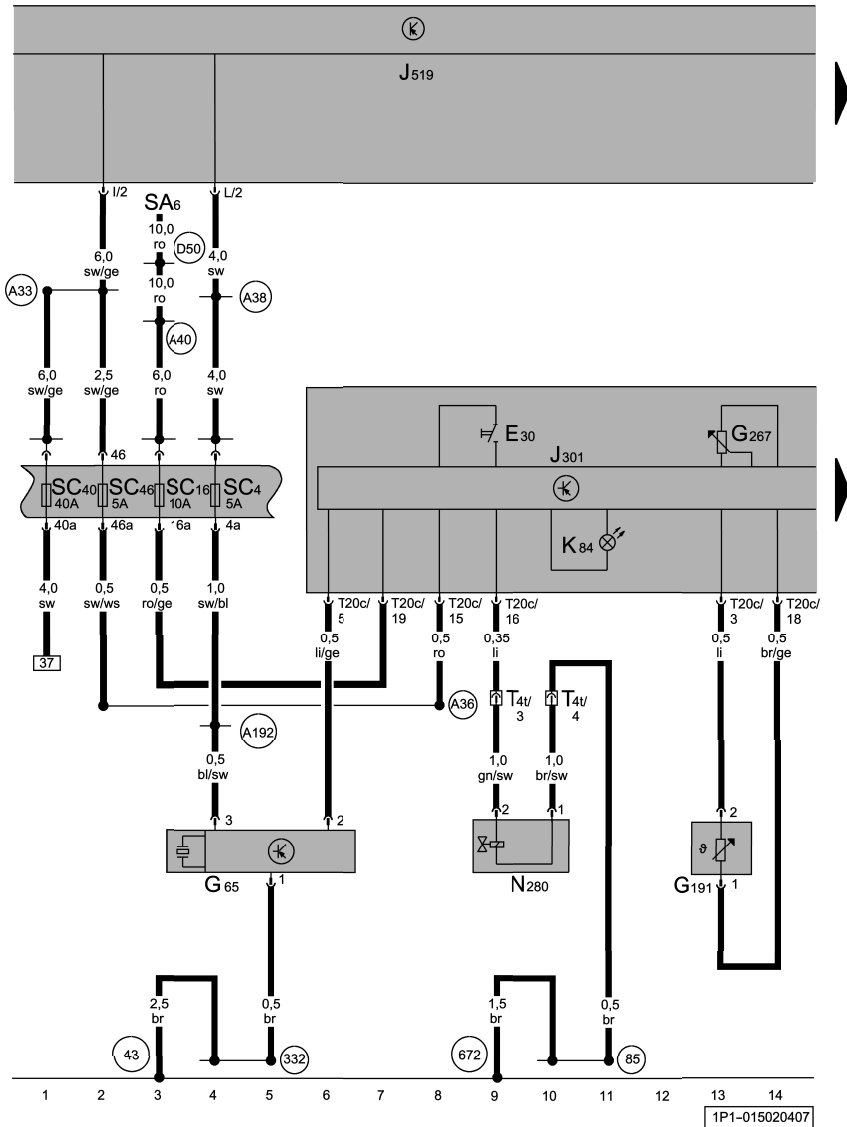 J519
I/2
L/2
SA6
10,0
ro
D50
6,0
sw/ge
4,0
sw
A33
10,0
ro
A38
A40
6,0
sw/ge
2,5
sw/ge
6,0
ro
4,0
sw
E30
G267
J301
46
SC40
40A
SC46
5A
SC16
10A
SC4
5A
K84
40a
46a
16a
4a
4,0
sw
0,5
sw/ws
0,5
ro/ge
1,0
sw/bl
T20c/
5
T20c/
19
T20c/
15
T20c/
16
T20c/
3
T20c/
18
0,5
li/ge
0,5
ro
0,35
li
0,5
li
0,5
br/ge
37
A36
T4t/
3
T4t/
4
A192
0,5
bl/sw
1,0
gn/sw
1,0
br/sw
3
2
2
1
2
ϑ
G65
1
N280
G191
1
2,5
br
0,5
br
1,5
br
0,5
br
43
332
672
85
1 2 3 4 5 6 7 8 9 10 11 12 13 14
1P1-015020407